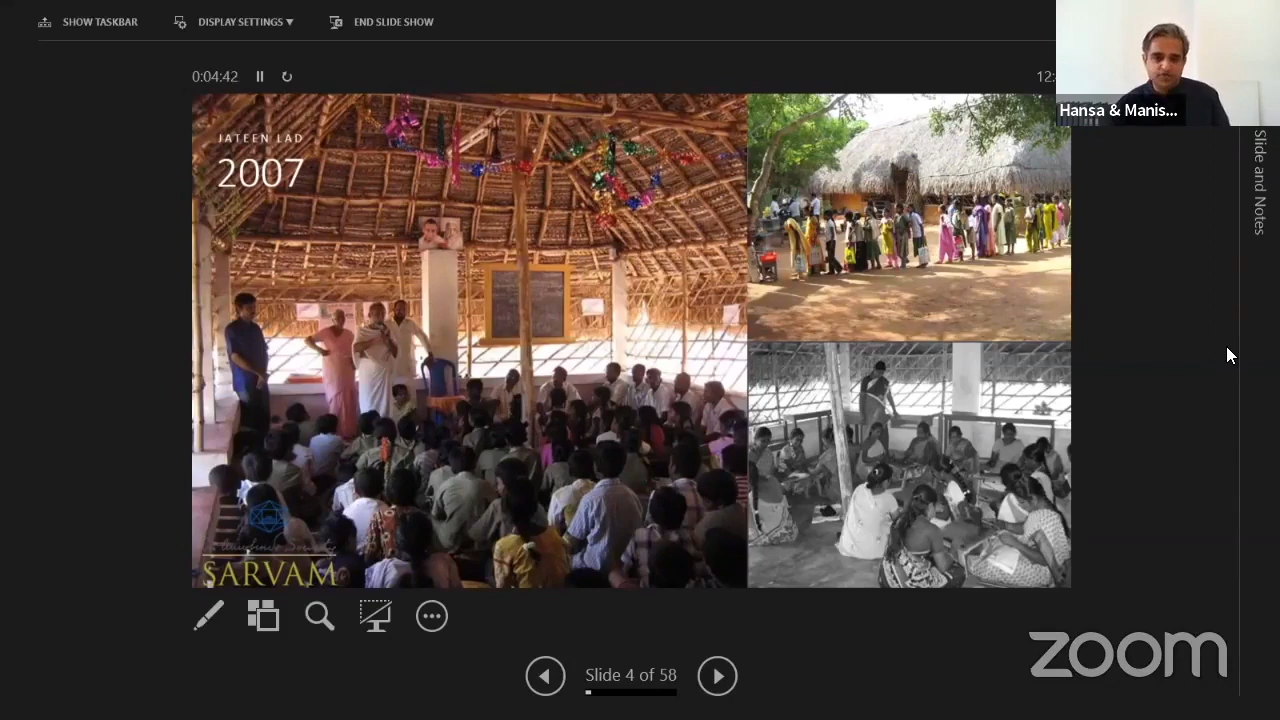 SHOW TASKBAR DISPLAY SETTINGS ▼ END SLIDE SHOW
0:04:42
12:
Hansa & Manis...
JATEEN LAD
2007
Slide and Notes
SARVAM
Slide 4 of 58
zoom